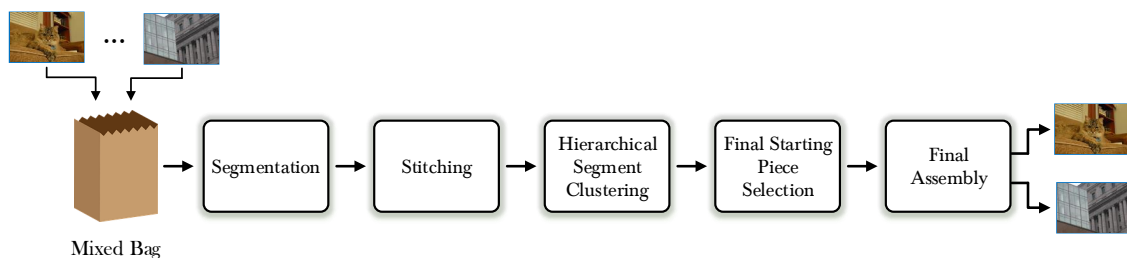 ...
Mixed Bag
Segmentation
Stitching
Hierarchical
Segment
Clustering
Final Starting
Piece
Selection
Final
Assembly